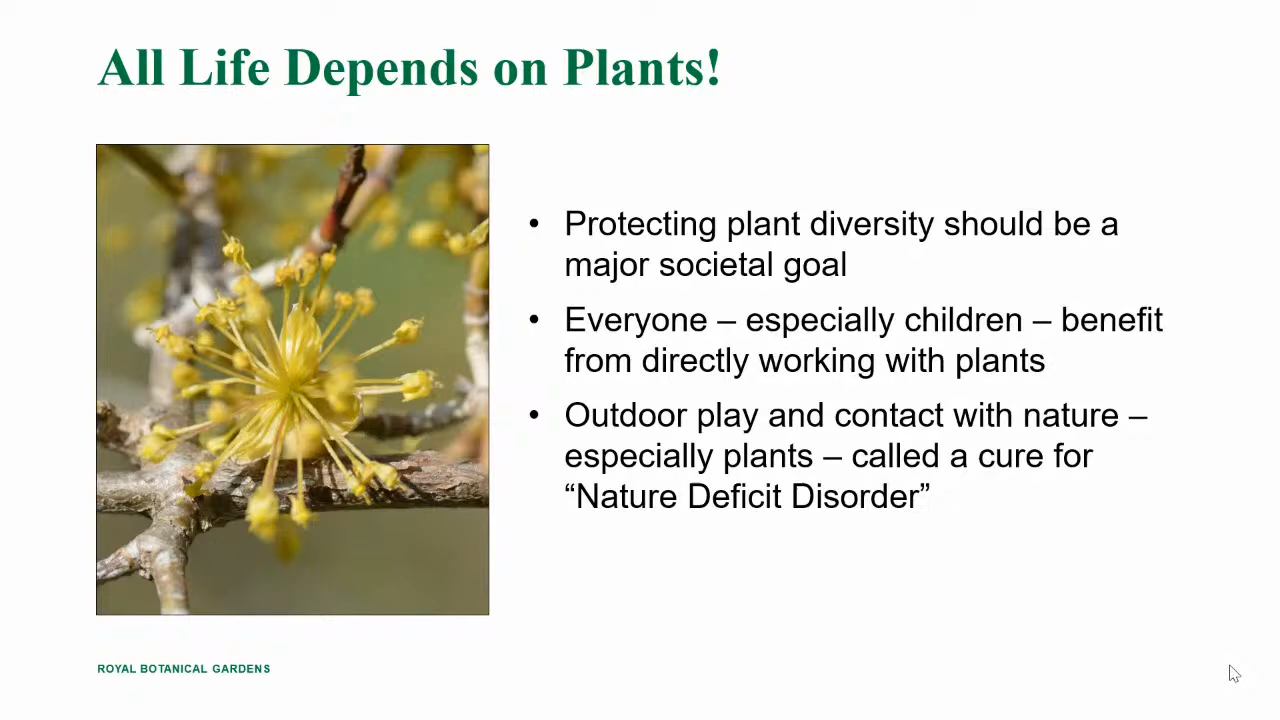 All Life Depends on Plants!
• Protecting plant diversity should be a
major societal goal
• Everyone – especially children – benefit
from directly working with plants
• Outdoor play and contact with nature –
especially plants – called a cure for
“Nature Deficit Disorder”
ROYAL BOTANICAL GARDENS